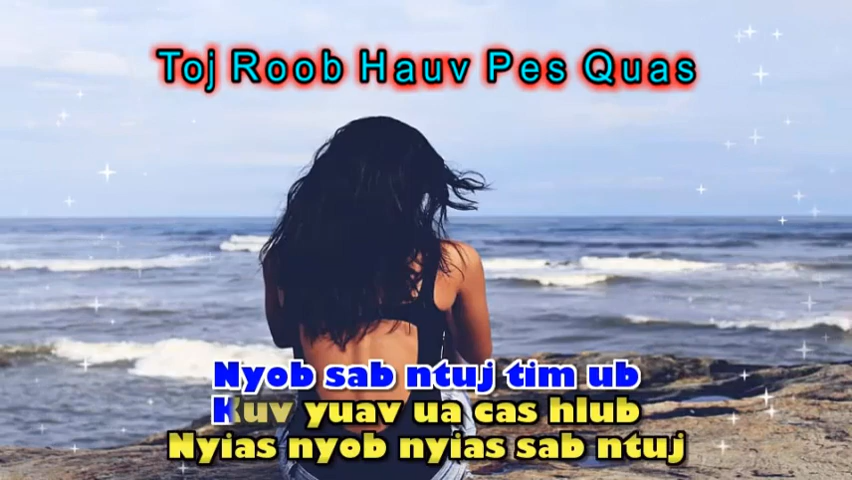 Toj Roob Hauv Pes Quas
Nyob sab ntuj tim ub
Kuv yuav ua cas hlub
Nyias nyob nyias sab ntuj